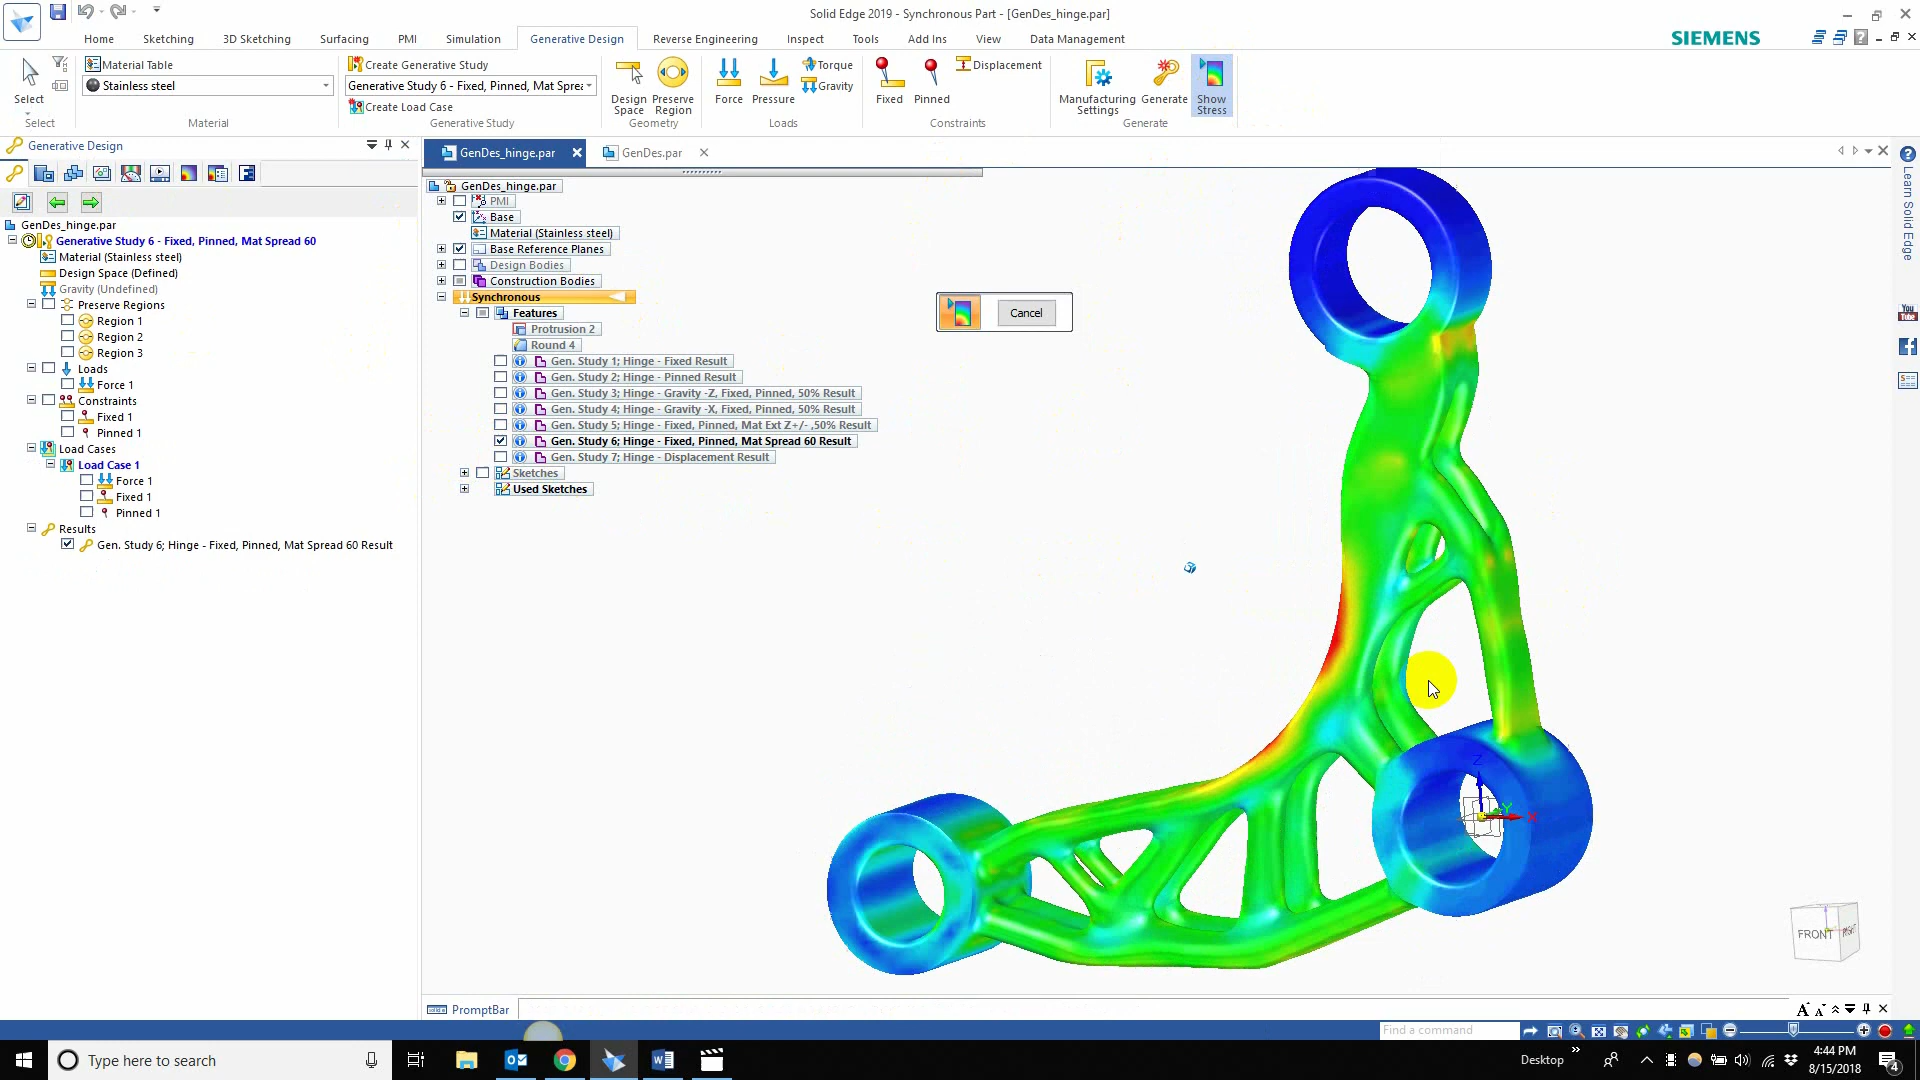 Solid Edge 2019 - Synchronous Part - [GenDes_hinge.par]
Home Sketching 3D Sketching Surfacing PMI Simulation Generative Design Reverse Engineering Inspect Tools Add Ins View Data Management
SIEMENS
Select
Select
Material Table
Stainless steel
Material
Create Generative Study
Generative Study 6 - Fixed, Pinned, Mat Sprea
Create Load Case
Generative Study
Design Space
Preserve Region
Geometry
Force
Pressure
Torque
Gravity
Loads
Fixed
Pinned
Displacement
Constraints
Manufacturing Settings
Generate
Show Stress
Generate
Generative Design
GenDes_hinge.par
Generative Study 6 - Fixed, Pinned, Mat Spread 60
Material (Stainless steel)
Design Space (Defined)
Gravity (Undefined)
Preserve Regions
Region 1
Region 2
Region 3
Loads
Force 1
Constraints
Fixed 1
Pinned 1
Load Cases
Load Case 1
Force 1
Fixed 1
Pinned 1
Results
Gen. Study 6; Hinge - Fixed, Pinned, Mat Spread 60 Result
GenDes_hinge.par
GenDes.par
GenDes_hinge.par
PMI
Base
Material (Stainless steel)
Base Reference Planes
Design Bodies
Construction Bodies
Synchronous
Features
Protrusion 2
Round 4
Gen. Study 1; Hinge - Fixed Result
Gen. Study 2; Hinge - Pinned Result
Gen. Study 3; Hinge - Gravity -Z, Fixed, Pinned, 50% Result
Gen. Study 4; Hinge - Gravity -X, Fixed, Pinned, 50% Result
Gen. Study 5; Hinge - Fixed, Pinned, Mat Ext Z+/- ,50% Result
Gen. Study 6; Hinge - Fixed, Pinned, Mat Spread 60 Result
Gen. Study 7; Hinge - Displacement Result
Sketches
Used Sketches
Cancel
Z
Y
X
FRONT
RIGHT
Learn Solid Edge
You Tube
PromptBar
Find a command
Type here to search
Desktop
4:44 PM
8/15/2018
4